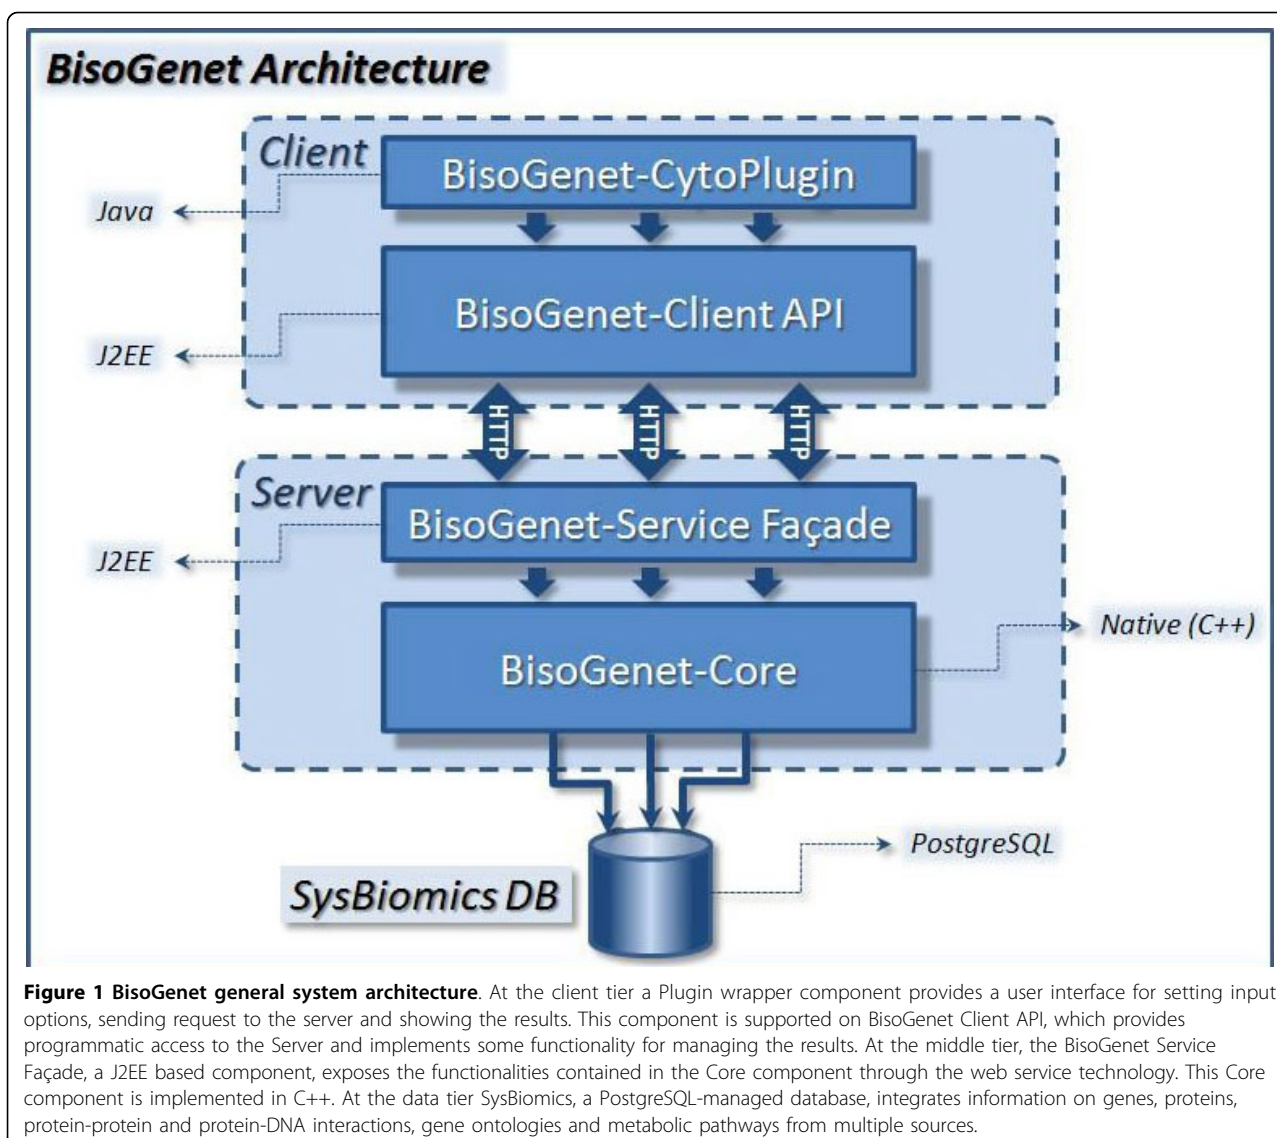 BisoGenet Architecture
Client
BisoGenet-CytoPlugin
Java
BisoGenet-Client API
J2EE
HTTP
HTTP
HTTP
Server
BisoGenet-Service Façade
J2EE
BisoGenet-Core
Native (C++)
PostgreSQL
SysBiomics DB
Figure 1 BisoGenet general system architecture. At the client tier a Plugin wrapper component provides a user interface for setting input
options, sending request to the server and showing the results. This component is supported on BisoGenet Client API, which provides
programmatic access to the Server and implements some functionality for managing the results. At the middle tier, the BisoGenet Service
Façade, a J2EE based component, exposes the functionalities contained in the Core component through the web service technology. This Core
component is implemented in C++. At the data tier SysBiomics, a PostgreSQL-managed database, integrates information on genes, proteins,
protein-protein and protein-DNA interactions, gene ontologies and metabolic pathways from multiple sources.